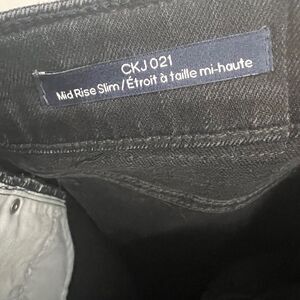 CKJ 021
Mid Rise Slim / Étroit à taille mi-haute